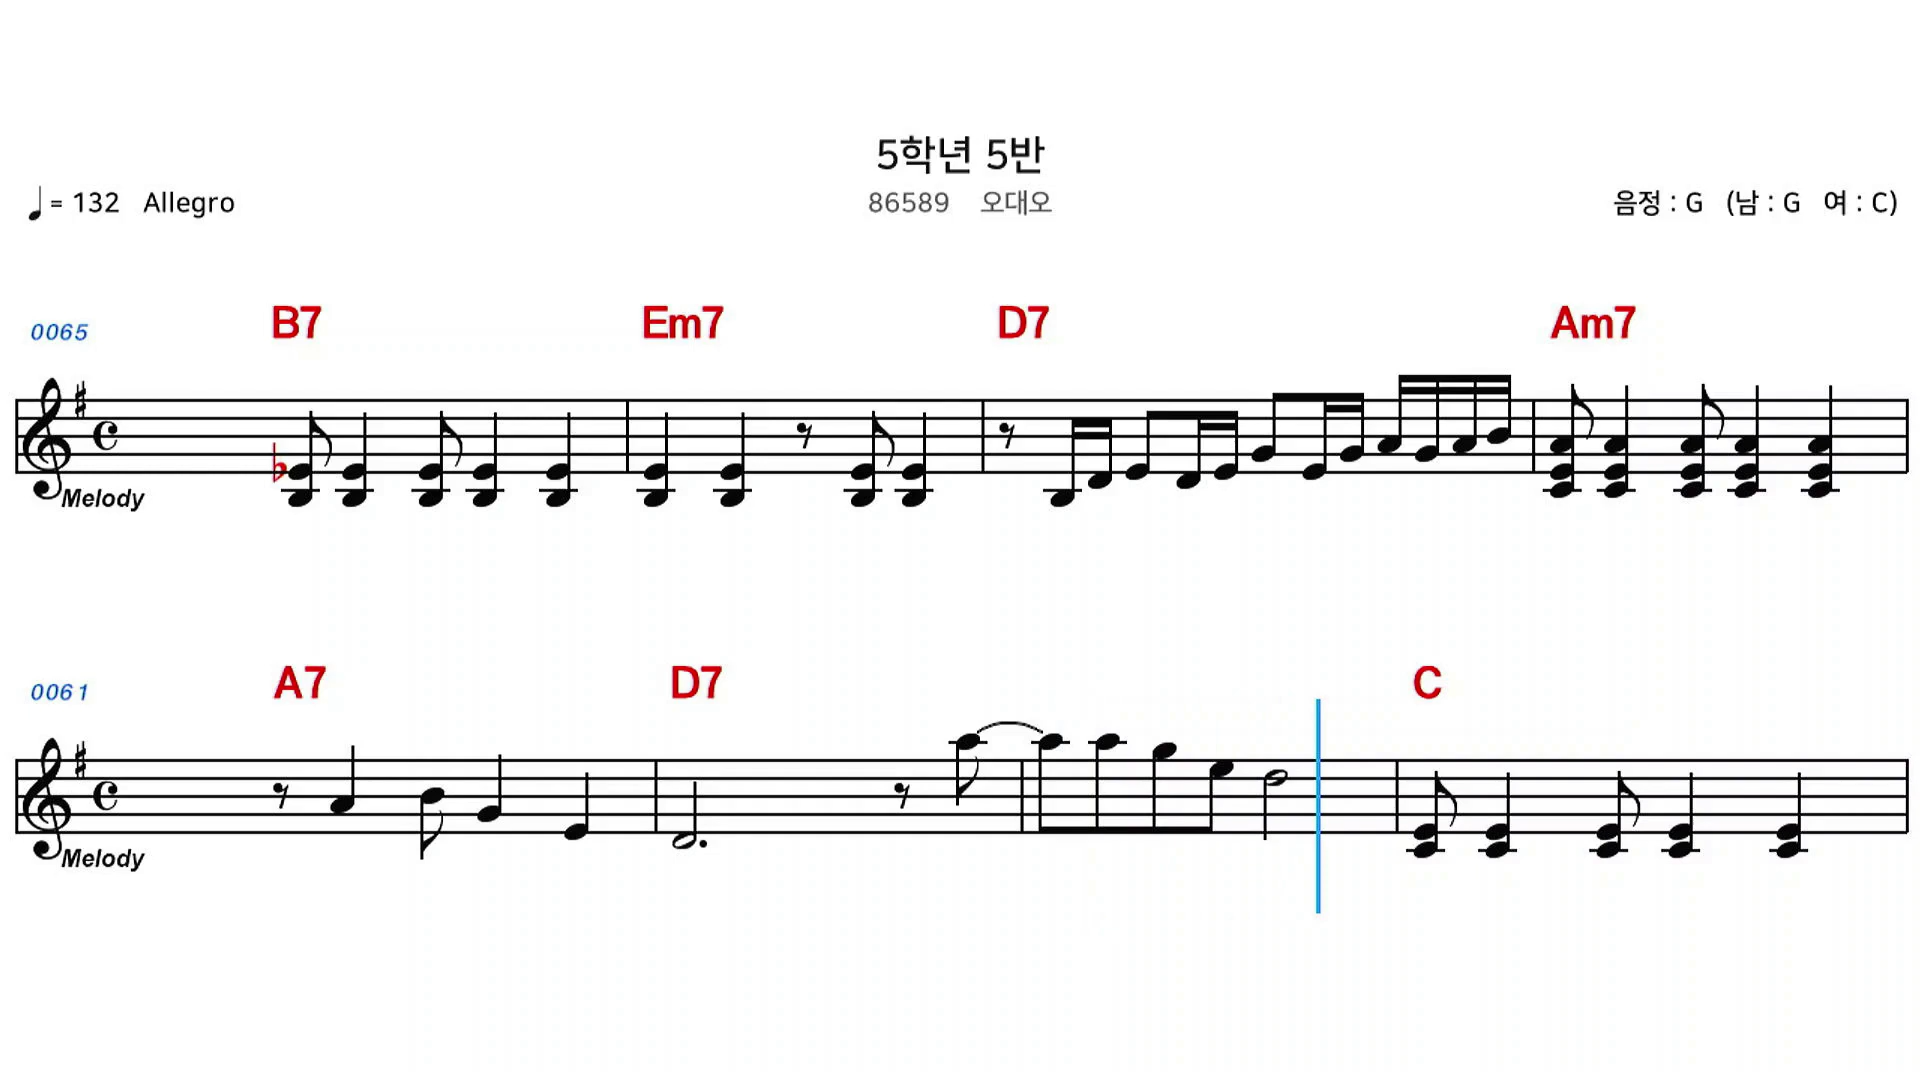 5학년 5반
♩ = 132 Allegro
86589 오대오
음정 : G (남 : G 여 : C)
0065
B7 Em7 D7 Am7
Melody
0061
A7 D7 C
Melody